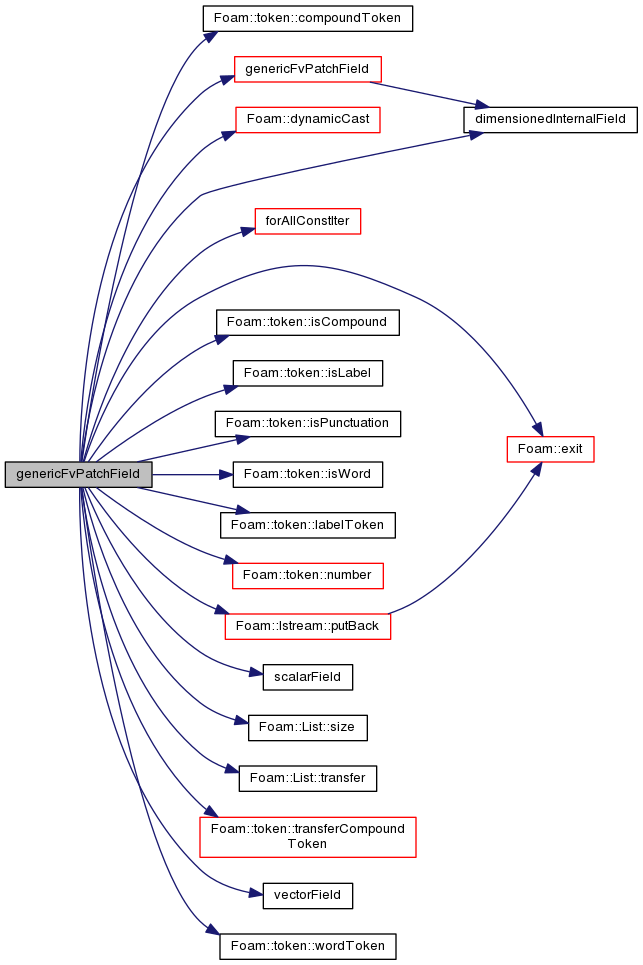 Foam::token::compoundToken
genericFvPatchField
Foam::dynamicCast
dimensionedInternalField
forAllConstIter
Foam::token::isCompound
Foam::token::isLabel
Foam::token::isPunctuation
Foam::exit
genericFvPatchField
Foam::token::isWord
Foam::token::labelToken
Foam::token::number
Foam::Istream::putBack
scalarField
Foam::List::size
Foam::List::transfer
Foam::token::transferCompound
Token
vectorField
Foam::token::wordToken